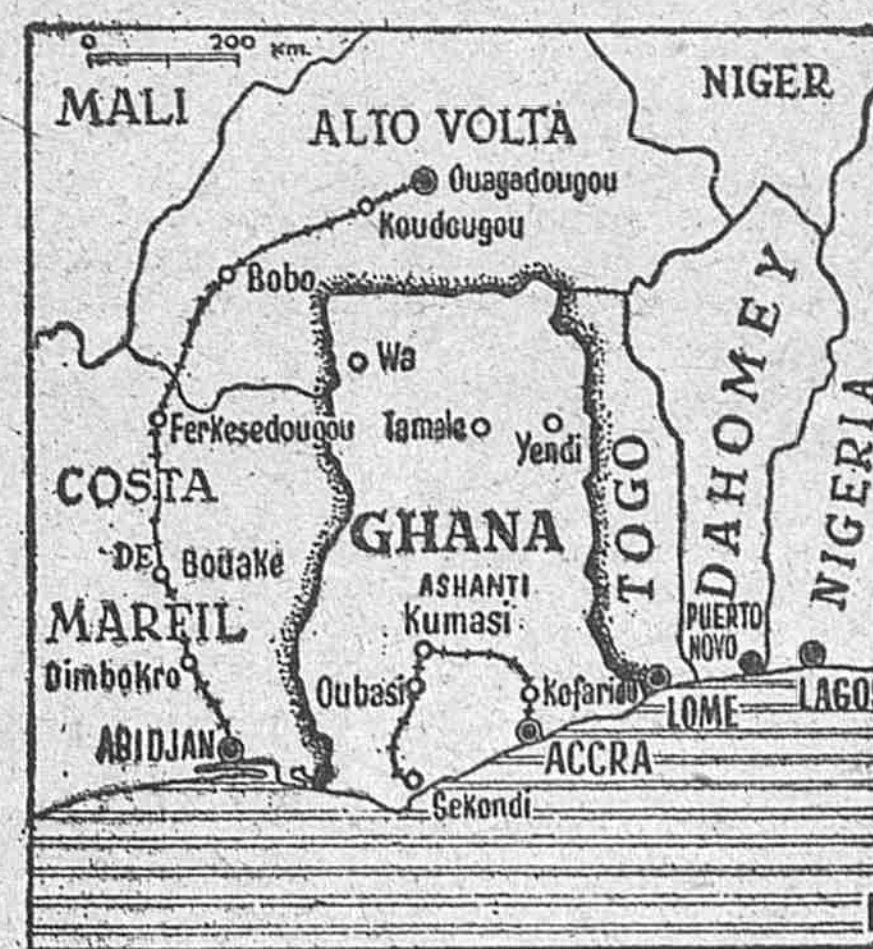 0 200 Km.
MALI
NIGER
ALTO VOLTA
Ouagadougou
Koudougou
Bobo
Wa
Ferkesedougou
Tamale
Yendi
COSTA
DE
MARFIL
Bouake
GHANA
TOGO
DAHOMEY
NIGERIA
ASHANTI
Kumasi
PUERTO
NOVO
Dimbokro
Oubasi
Kofaridu
LOME
LAGOS
ABIDJAN
ACCRA
Sekondi